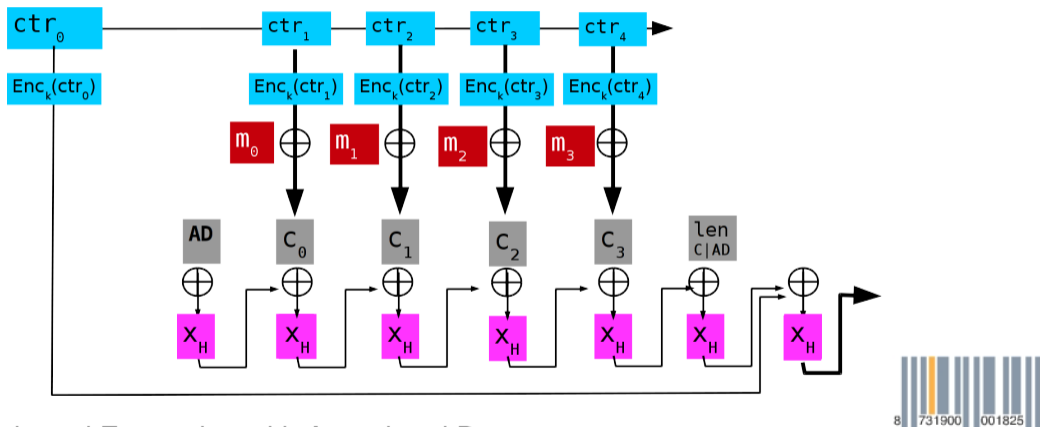 ctr0 ctr1 ctr2 ctr3 ctr4
Enck(ctr0) Enck(ctr1) Enck(ctr2) Enck(ctr3) Enck(ctr4)
m0 m1 m2 m3
AD C0 C1 C2 C3 len
C|AD
XH XH XH XH XH XH XH
8 731900 001825